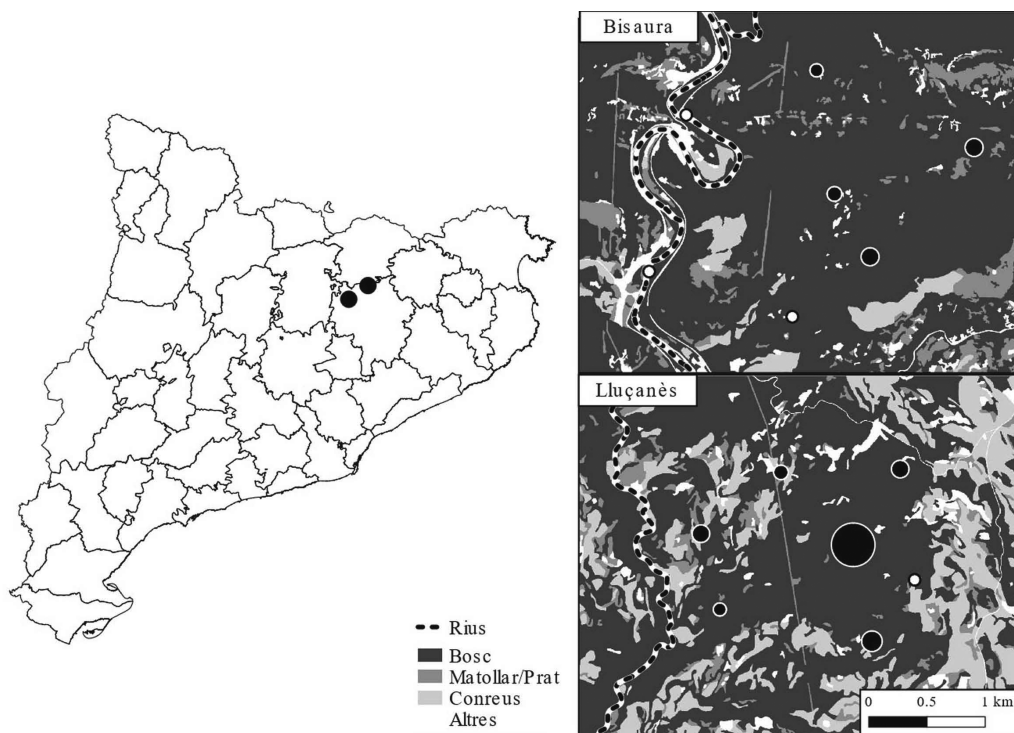 Bisaura
Lluçanès
Rius
Bosc
Matollar/Prat
Conreus
Altres
0 0.5 1 km